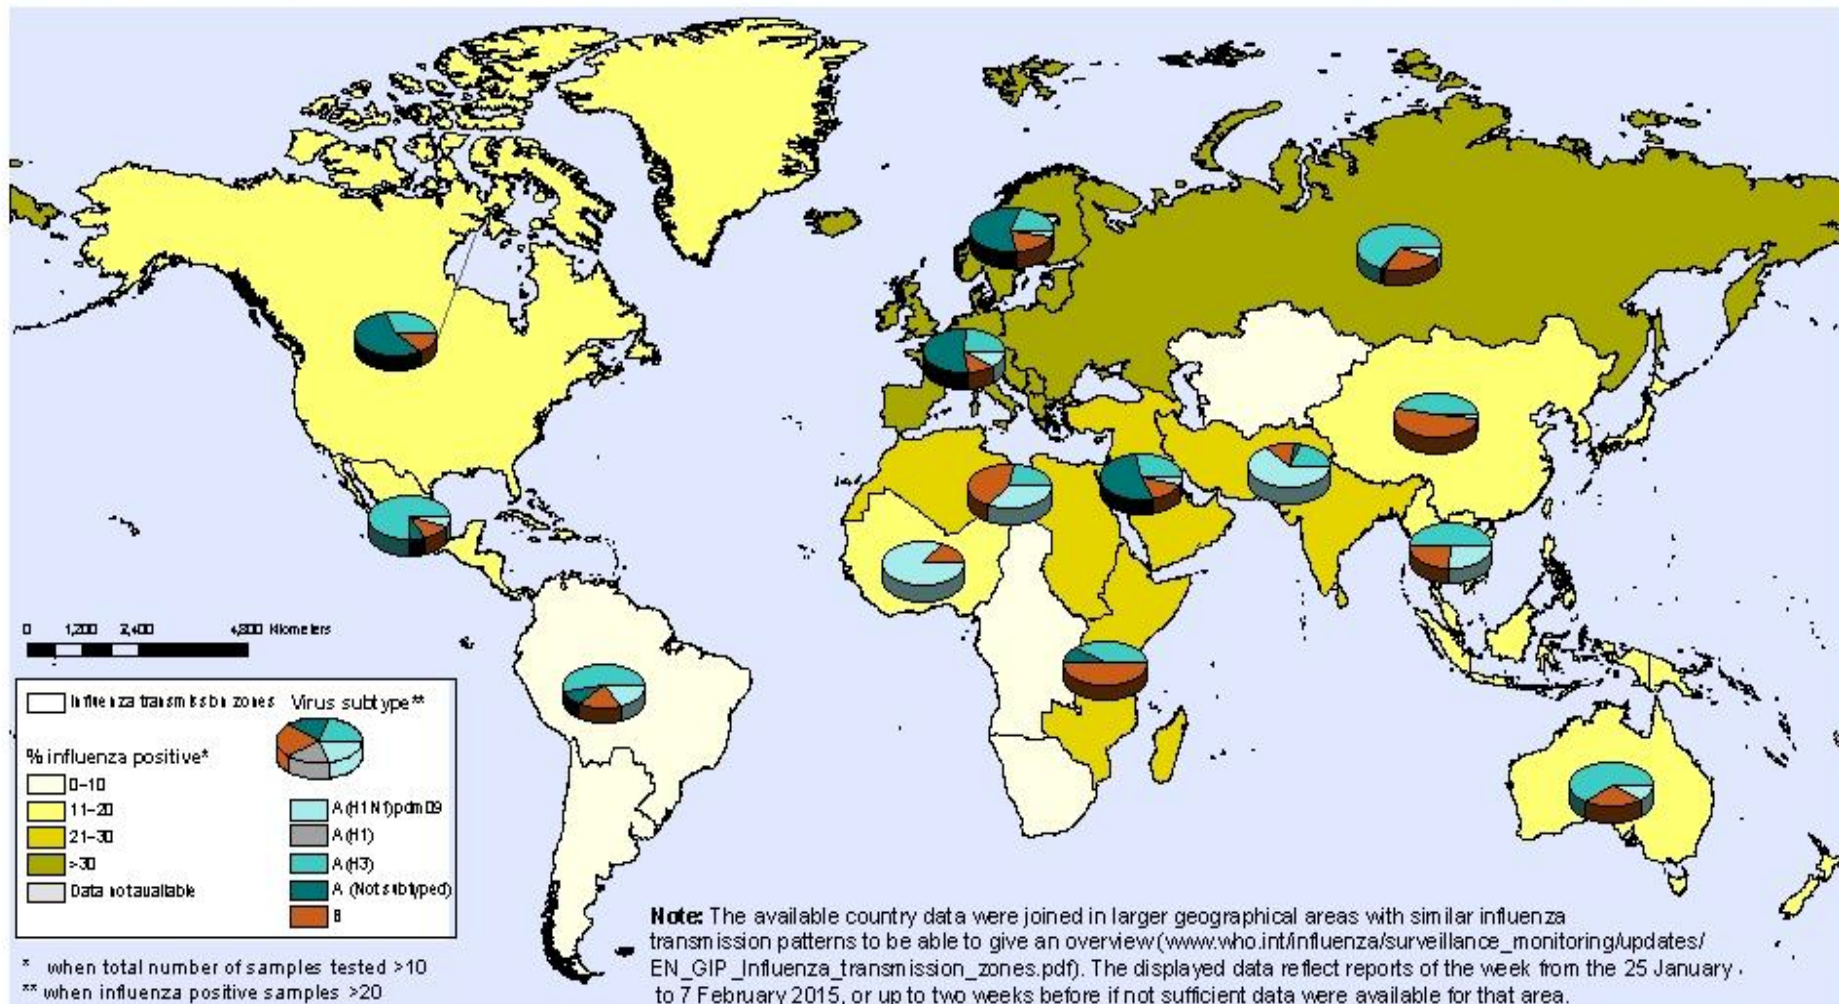 0 1,200 2,400 4,800 Kilometers
Influenza transmission zones
Virus subtype**
% influenza positive*
0-10
11-20
21-30
>30
Data not available
A(H1N1)pdm09
A(H1)
A(H3)
A (Not subtyped)
B
* when total number of samples tested >10
** when influenza positive samples >20
Note: The available country data were joined in larger geographical areas with similar influenza
transmission patterns to be able to give an overview (www.who.int/influenza/surveillance_monitoring/updates/
EN_GIP_Influenza_transmission_zones.pdf). The displayed data reflect reports of the week from the 25 January
to 7 February 2015, or up to two weeks before if not sufficient data were available for that area.